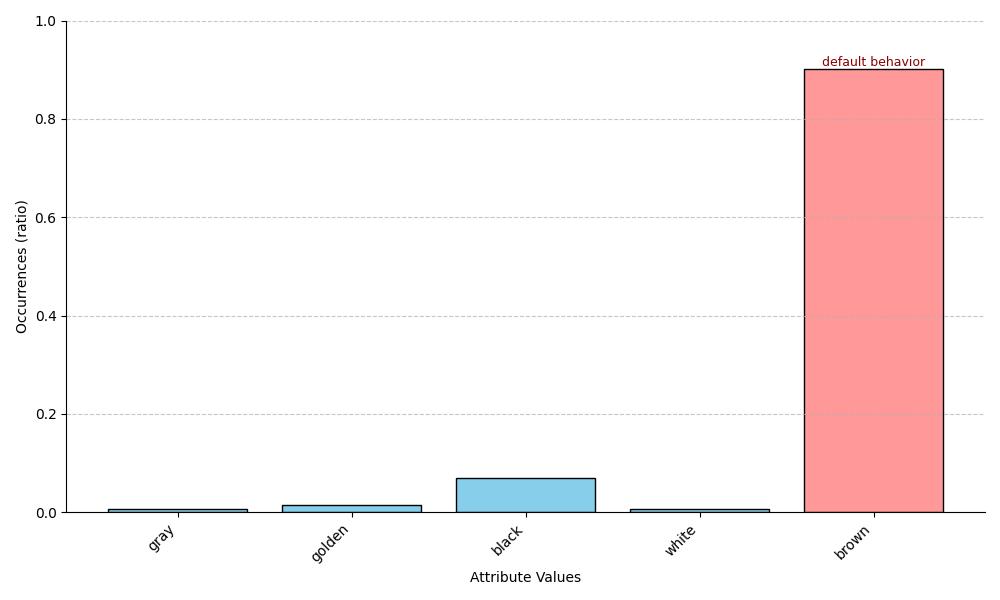 1.0
default behavior
0.8
0.6
0.4
0.2
0.0
Occurrences (ratio)
gray
golden
black
white
brown
Attribute Values